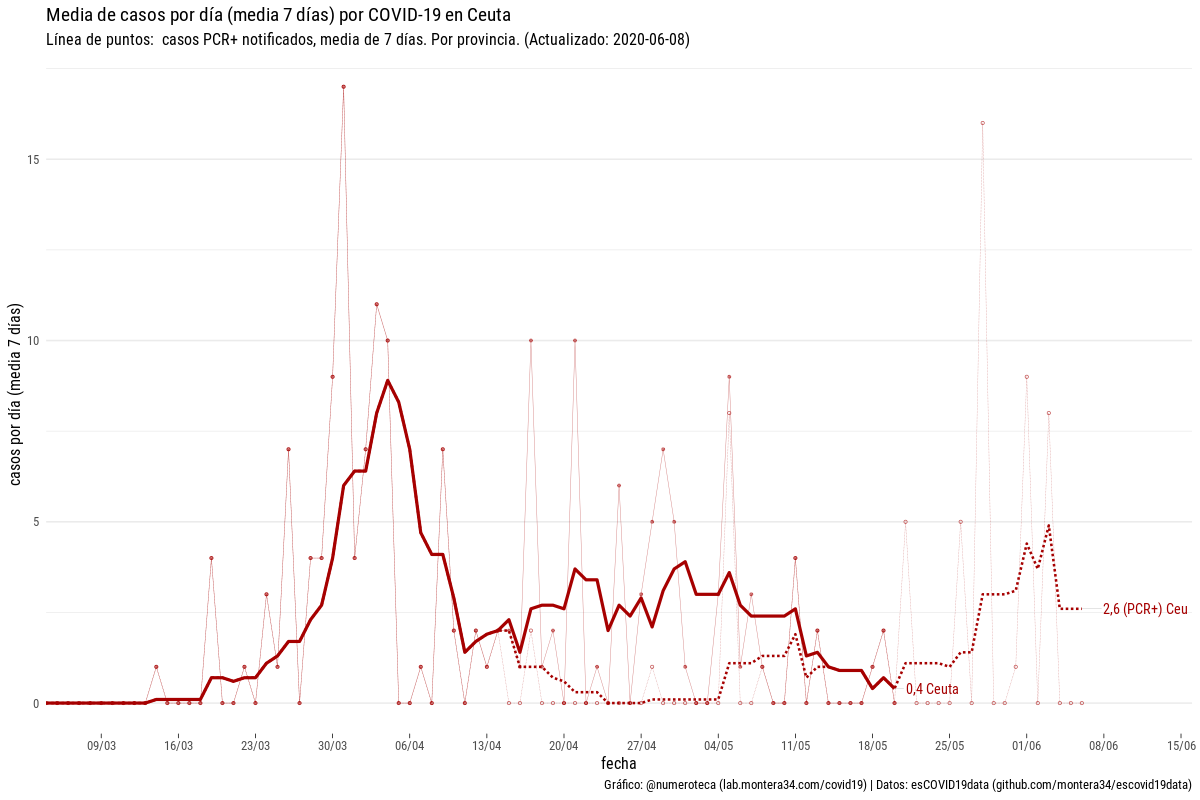 Media de casos por día (media 7 días) por COVID-19 en Ceuta
Línea de puntos:  casos PCR+ notificados, media de 7 días. Por provincia. (Actualizado: 2020-06-08)
casos por día (media 7 días)
15
10
5
0
2,6 (PCR+) Ceu
0,4 Ceuta
09/03 16/03 23/03 30/03 06/04 13/04 20/04 27/04 04/05 11/05 18/05 25/05 01/06 08/06 15/06
fecha
Gráfico: @numeroteca (lab.montera34.com/covid19) | Datos: esCOVID19data (github.com/montera34/escovid19data)